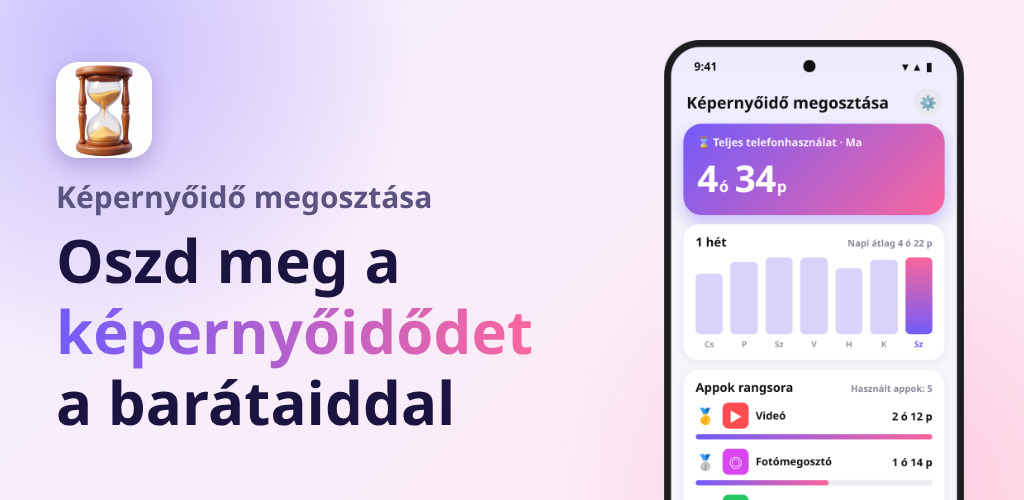 Képernyőidő megosztása
Oszd meg a
képernyőidődet
a barátaiddal
9:41
Képernyőidő megosztása
⌛ Teljes telefonhasználat · Ma
4ó 34p
1 hét
Napi átlag 4 ó 22 p
Cs P Sz V H K Sz
Appok rangsora
Használt appok: 5
Videó
2 ó 12 p
Fotómegosztó
1 ó 14 p